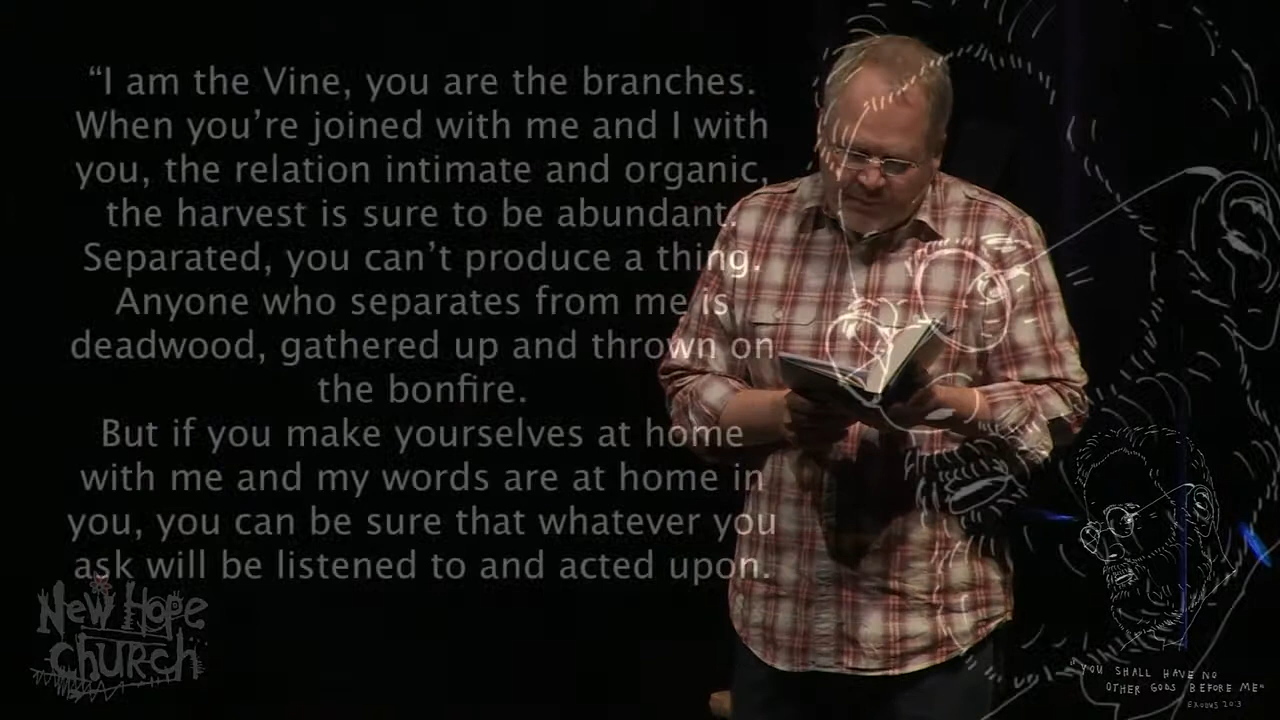 “I am the Vine, you are the branches.
When you’re joined with me and I with
you, the relation intimate and organic,
the harvest is sure to be abundant.
Separated, you can’t produce a thing.
Anyone who separates from me is
deadwood, gathered up and thrown on
the bonfire.
But if you make yourselves at home
with me and my words are at home in
you, you can be sure that whatever you
ask will be listened to and acted upon.
New Hope
Church
"YOU SHALL HAVE NO
OTHER GODS BEFORE ME"
EXODUS 20:3